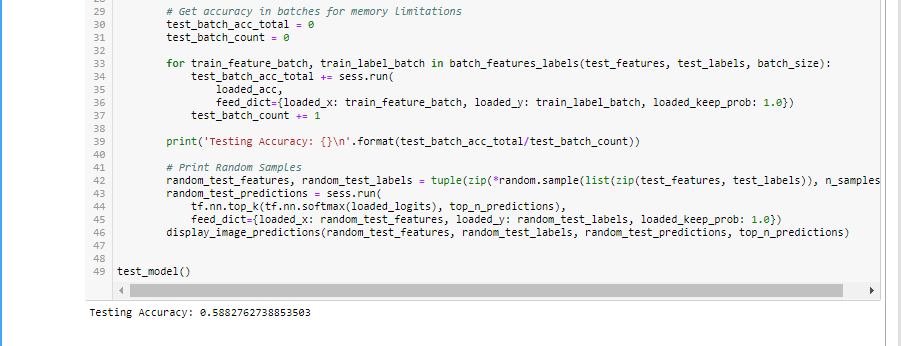 29 # Get accuracy in batches for memory limitations
30 test_batch_acc_total = 0
31 test_batch_count = 0
32
33 for train_feature_batch, train_label_batch in batch_features_labels(test_features, test_labels, batch_size):
34 test_batch_acc_total += sess.run(
35 loaded_acc,
36 feed_dict={loaded_x: train_feature_batch, loaded_y: train_label_batch, loaded_keep_prob: 1.0})
37 test_batch_count += 1
38
39 print('Testing Accuracy: {}\n'.format(test_batch_acc_total/test_batch_count))
40
41 # Print Random Samples
42 random_test_features, random_test_labels = tuple(zip(*random.sample(list(zip(test_features, test_labels)), n_samples
43 random_test_predictions = sess.run(
44 tf.nn.top_k(tf.nn.softmax(loaded_logits), top_n_predictions),
45 feed_dict={loaded_x: random_test_features, loaded_y: random_test_labels, loaded_keep_prob: 1.0})
46 display_image_predictions(random_test_features, random_test_labels, random_test_predictions, top_n_predictions)
47
48
49 test_model()
Testing Accuracy: 0.5882762738853503